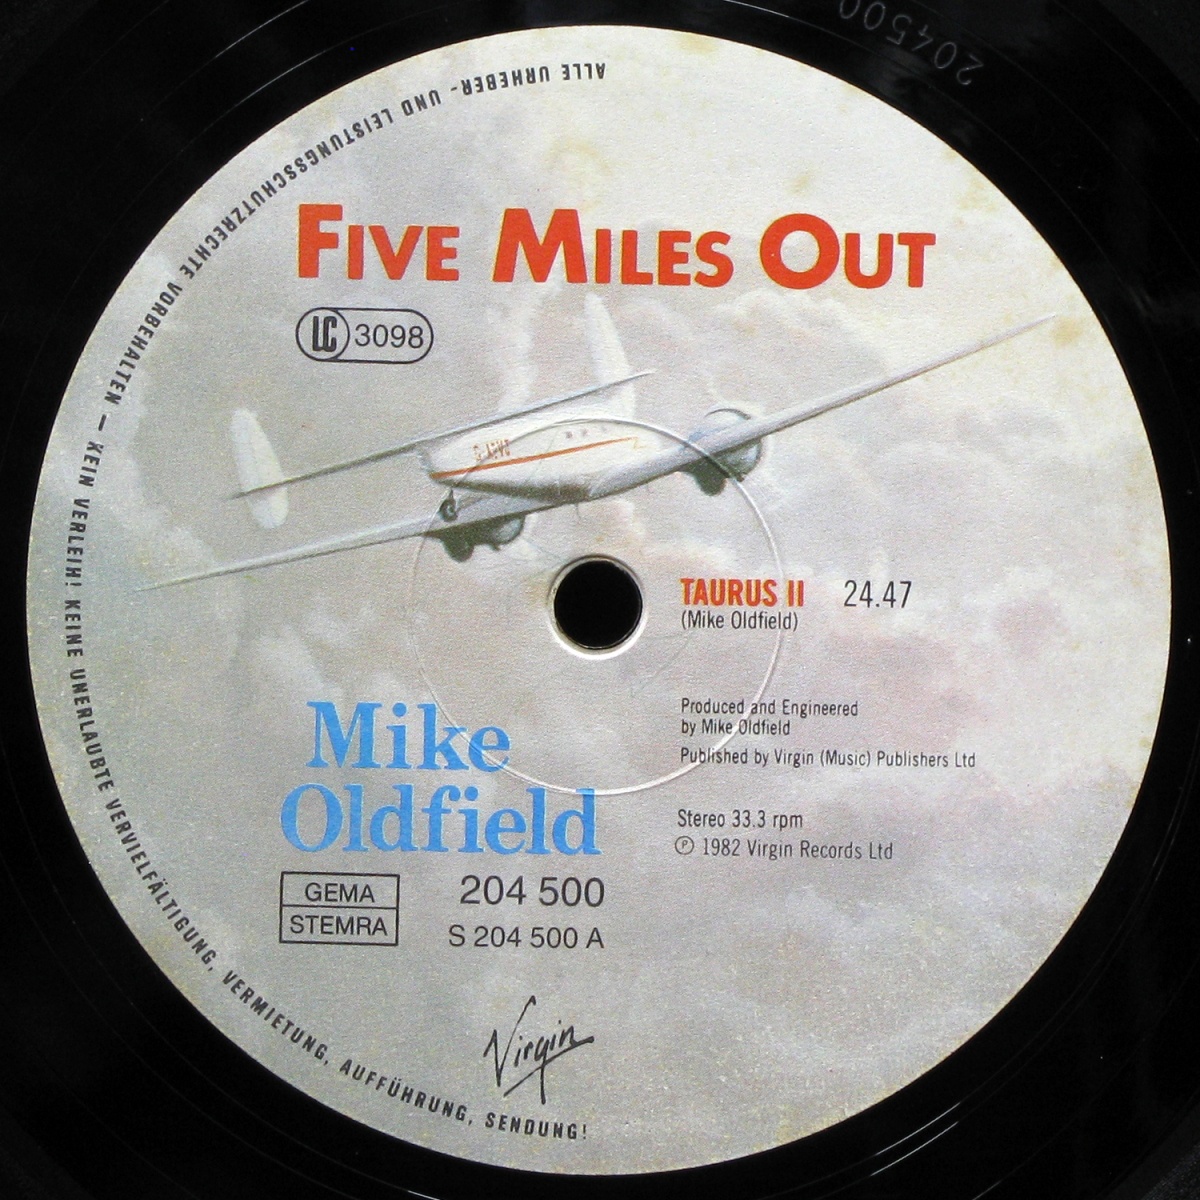 204500
ALLE URHEBER- UND LEISTUNGSSCHUTZRECHTE VORBEHALTEN — KEIN VERLEIH! KEINE UNERLAUBTE VERVIELFÄLTIGUNG, VERMIETUNG, AUFFÜHRUNG, SENDUNG!
FIVE MILES OUT
LC 3098
TAURUS II 24.47
(Mike Oldfield)
Produced and Engineered
by Mike Oldfield
Published by Virgin (Music) Publishers Ltd
Stereo 33.3 rpm
℗ 1982 Virgin Records Ltd
Mike
Oldfield
GEMA
STEMRA
204 500
S 204 500 A
Virgin